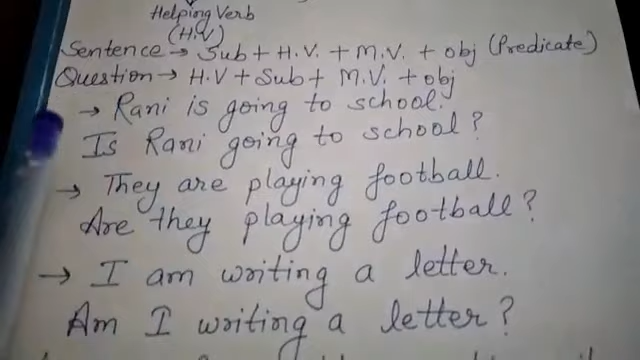 Helping Verb
(H.V)
Sentence → Sub + H.V. + M.V. + obj (Predicate)
Question → H.V + Sub + M.V. + obj
→ Rani is going to school.
Is Rani going to school?
→ They are playing football.
Are they playing football?
→ I am writing a letter.
Am I writing a letter?